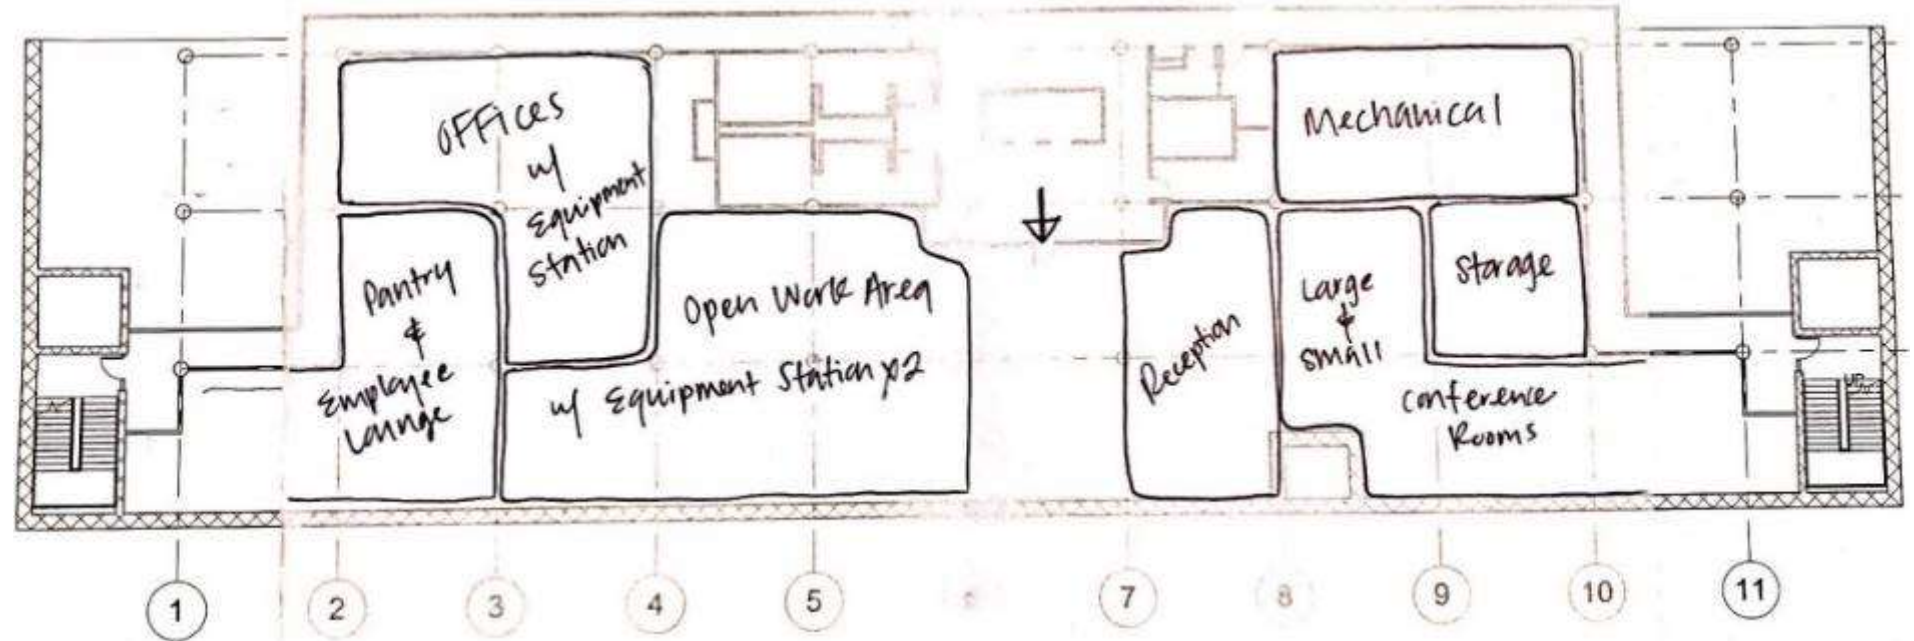 OFFices
w/
Equipment
Station
Mechanical
Pantry
&
Employee
Lounge
Open Work Area
w/ Equipment Station x2
Reception
Large
&
small
conference
Rooms
Storage
UP
1
2
3
4
5
7
8
9
10
11